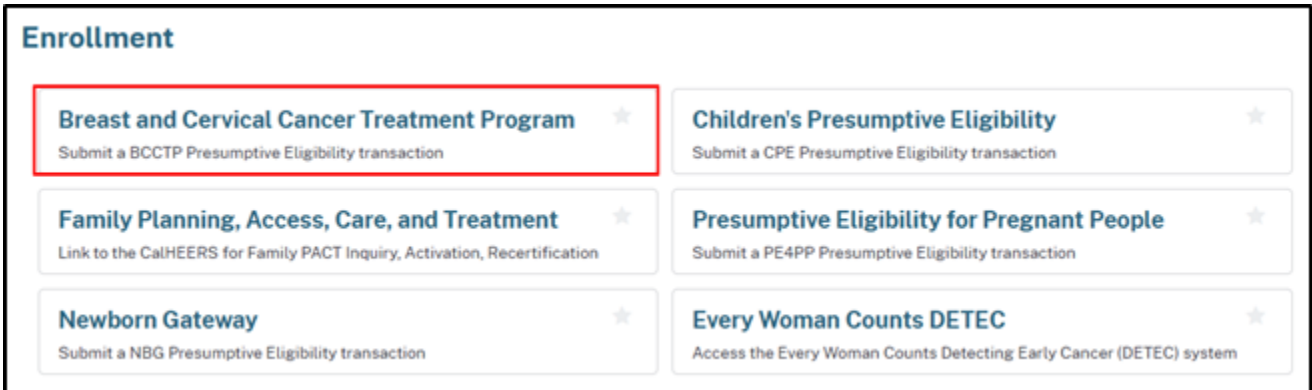 Enrollment
Breast and Cervical Cancer Treatment Program
Submit a BCCTP Presumptive Eligibility transaction
Children's Presumptive Eligibility
Submit a CPE Presumptive Eligibility transaction
Family Planning, Access, Care, and Treatment
Link to the CalHEERS for Family PACT Inquiry, Activation, Recertification
Presumptive Eligibility for Pregnant People
Submit a PE4PP Presumptive Eligibility transaction
Newborn Gateway
Submit a NBG Presumptive Eligibility transaction
Every Woman Counts DETEC
Access the Every Woman Counts Detecting Early Cancer (DETEC) system